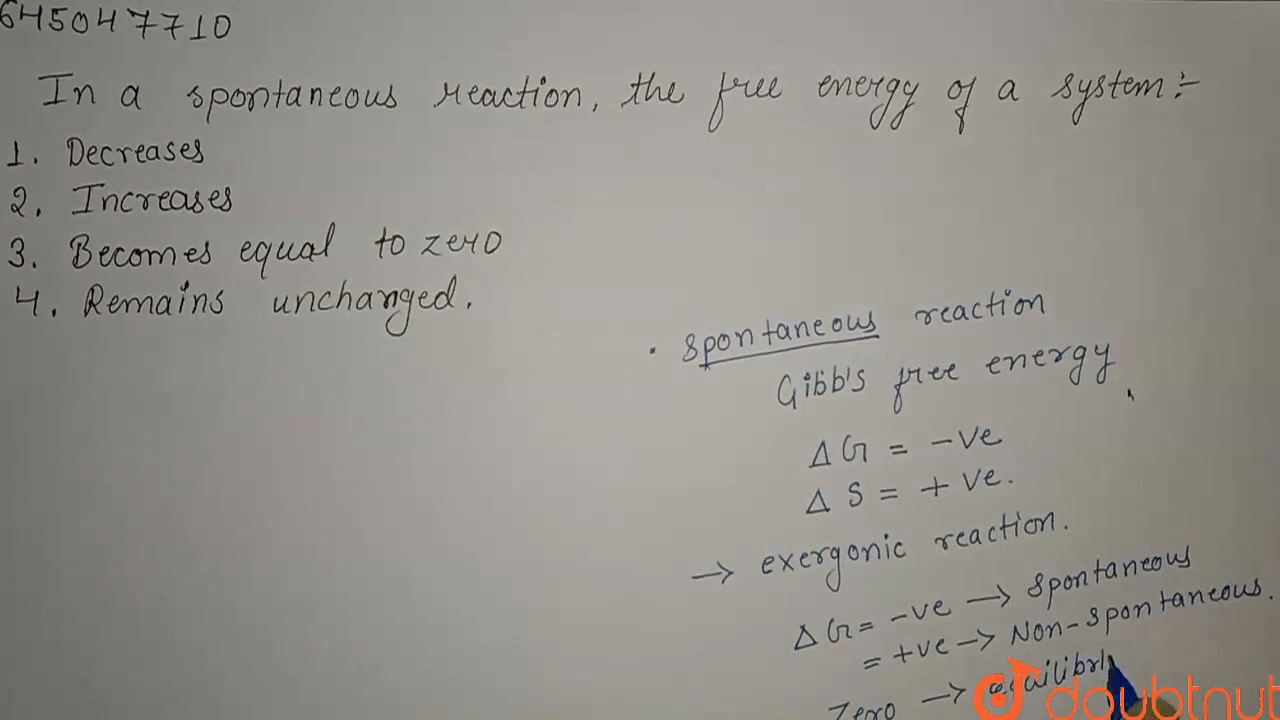 645047710
In a spontaneous reaction, the free energy of a system:-
1. Decreases
2. Increases
3. Becomes equal to zero
4. Remains unchanged.
• spontaneous reaction
Gibb's free energy
ΔG = -ve
ΔS = +ve.
→ exergonic reaction.
ΔG = -ve → spontaneous
= +ve → Non-spontaneous.
Zero → equilibri
doubtnut